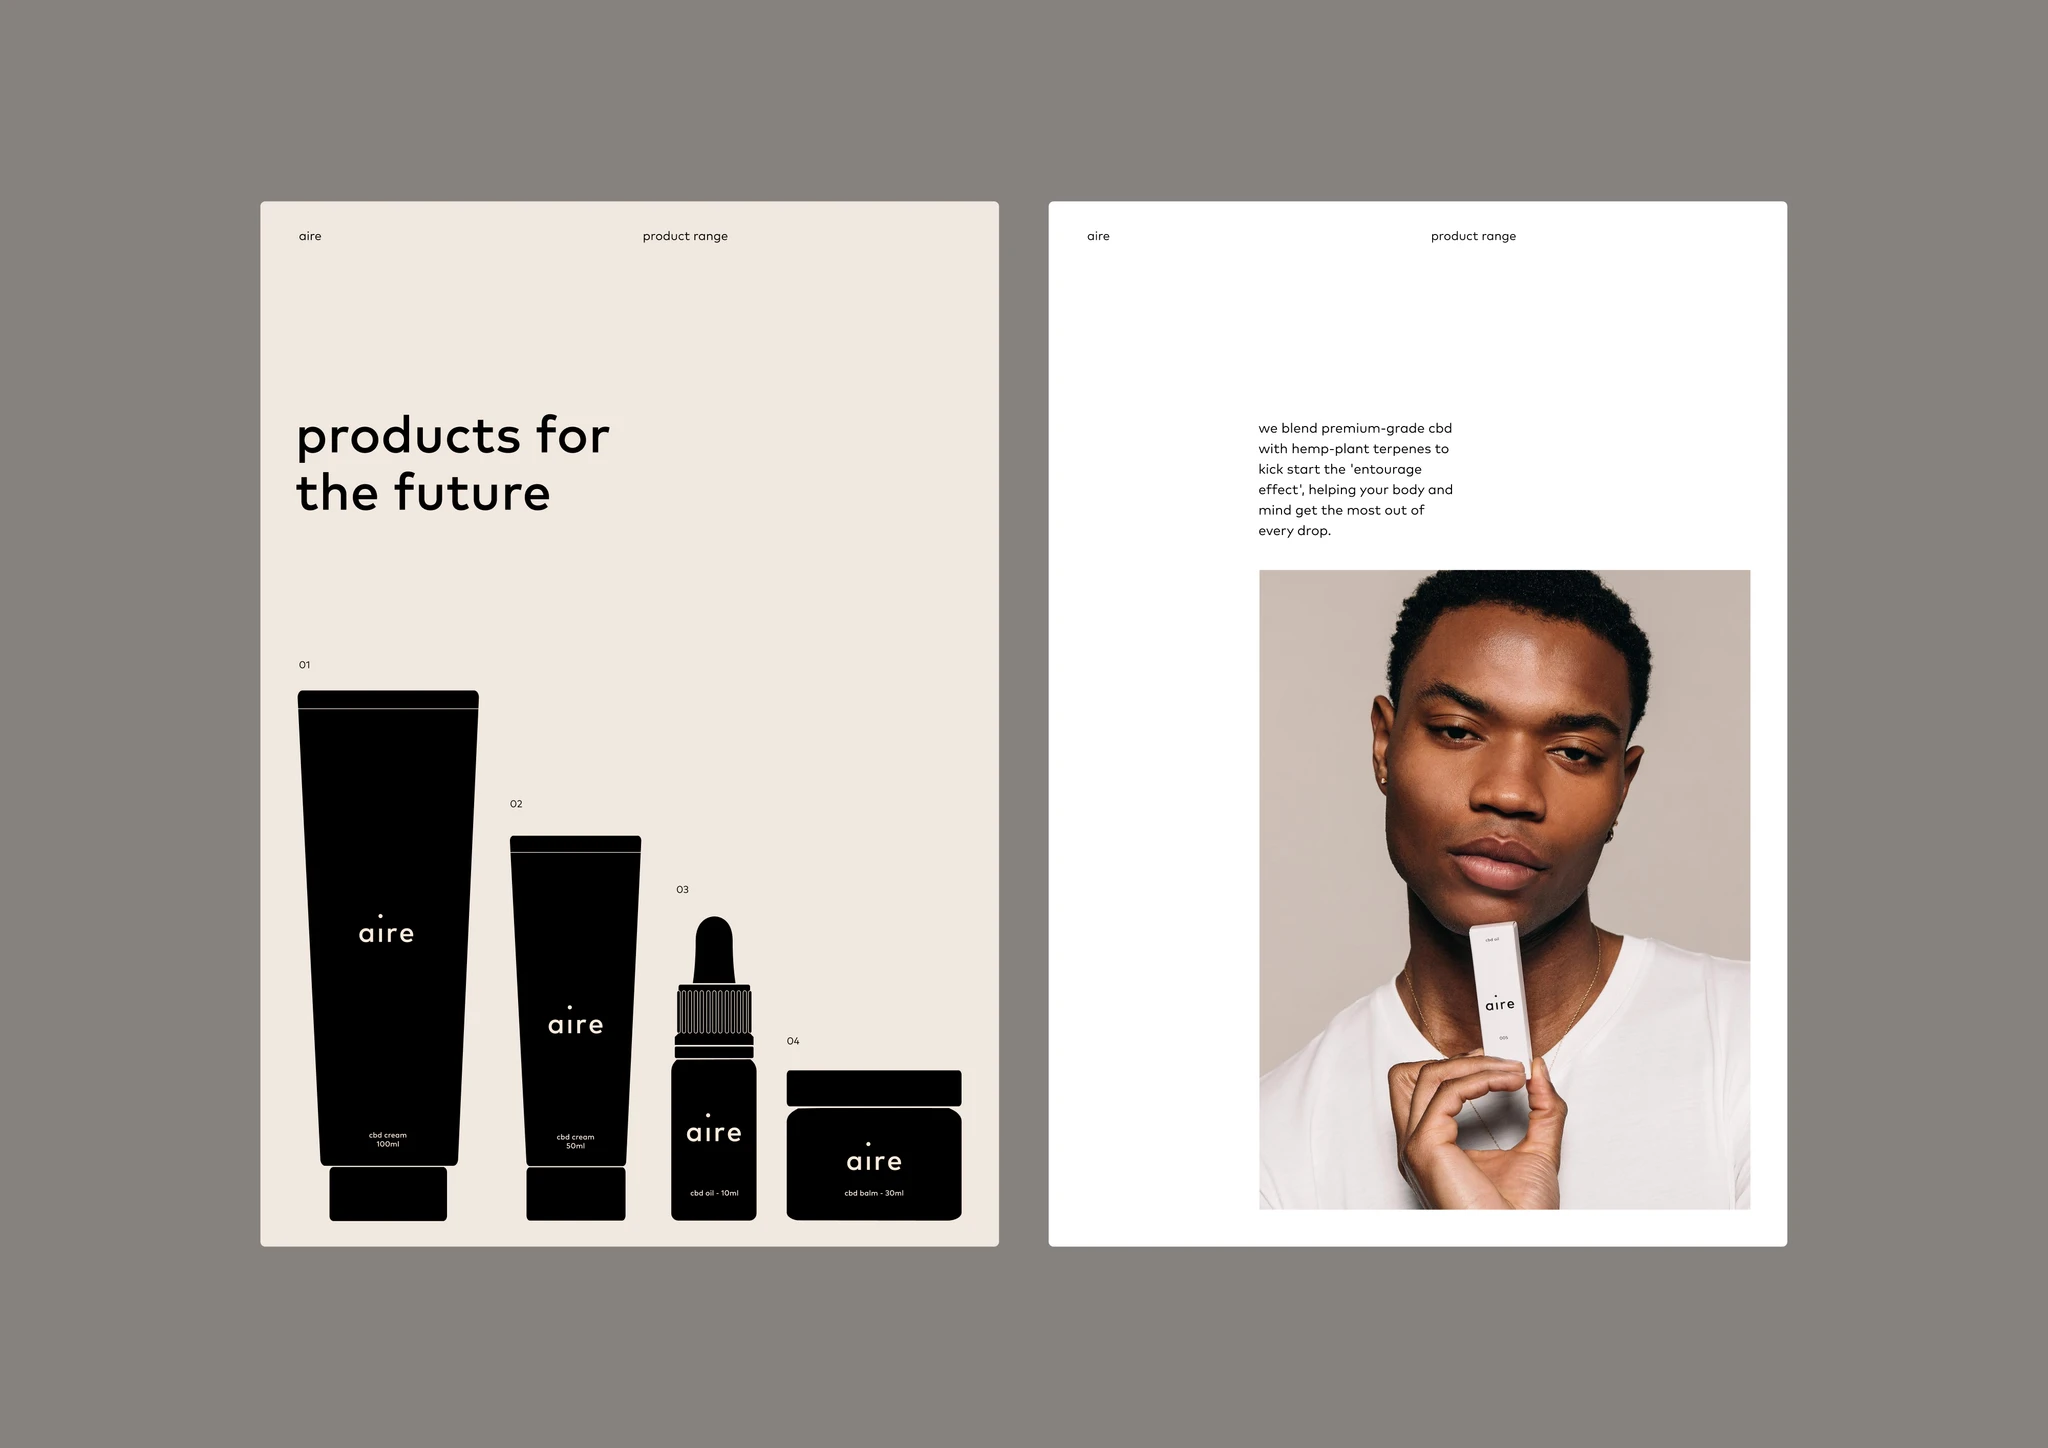 aire
product range
products for
the future
01
aire
cbd cream
100ml
02
aire
cbd cream
50ml
03
aire
cbd oil - 10ml
04
aire
cbd balm - 30ml
aire
product range
we blend premium-grade cbd
with hemp-plant terpenes to
kick start the 'entourage
effect', helping your body and
mind get the most out of
every drop.
cbd oil
aire